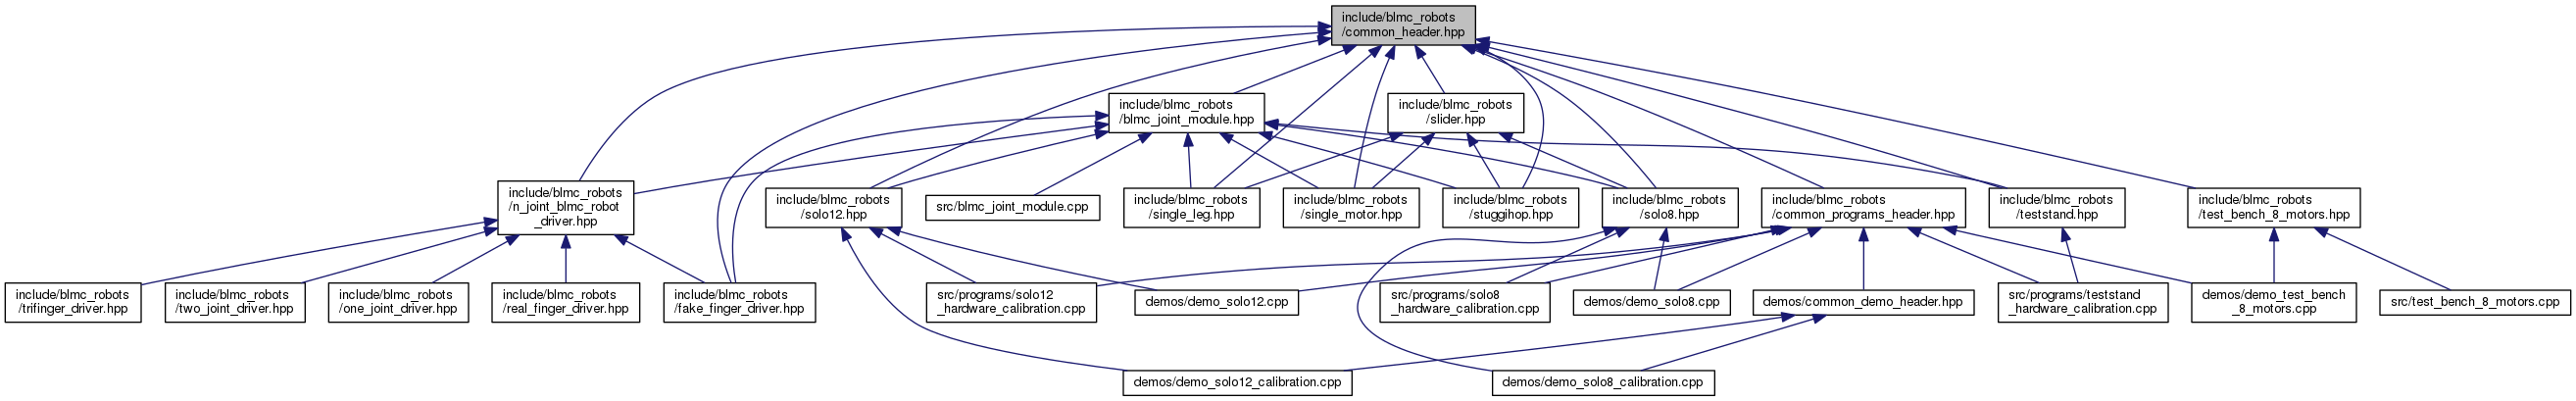 include/blmc_robots
/common_header.hpp
include/blmc_robots
/blmc_joint_module.hpp
include/blmc_robots
/slider.hpp
include/blmc_robots
/n_joint_blmc_robot
_driver.hpp
include/blmc_robots
/solo12.hpp
src/blmc_joint_module.cpp
include/blmc_robots
/single_leg.hpp
include/blmc_robots
/single_motor.hpp
include/blmc_robots
/stuggihop.hpp
include/blmc_robots
/solo8.hpp
include/blmc_robots
/common_programs_header.hpp
include/blmc_robots
/teststand.hpp
include/blmc_robots
/test_bench_8_motors.hpp
include/blmc_robots
/trifinger_driver.hpp
include/blmc_robots
/two_joint_driver.hpp
include/blmc_robots
/one_joint_driver.hpp
include/blmc_robots
/real_finger_driver.hpp
include/blmc_robots
/fake_finger_driver.hpp
src/programs/solo12
_hardware_calibration.cpp
demos/demo_solo12.cpp
src/programs/solo8
_hardware_calibration.cpp
demos/demo_solo8.cpp
demos/common_demo_header.hpp
src/programs/teststand
_hardware_calibration.cpp
demos/demo_test_bench
_8_motors.cpp
src/test_bench_8_motors.cpp
demos/demo_solo12_calibration.cpp
demos/demo_solo8_calibration.cpp